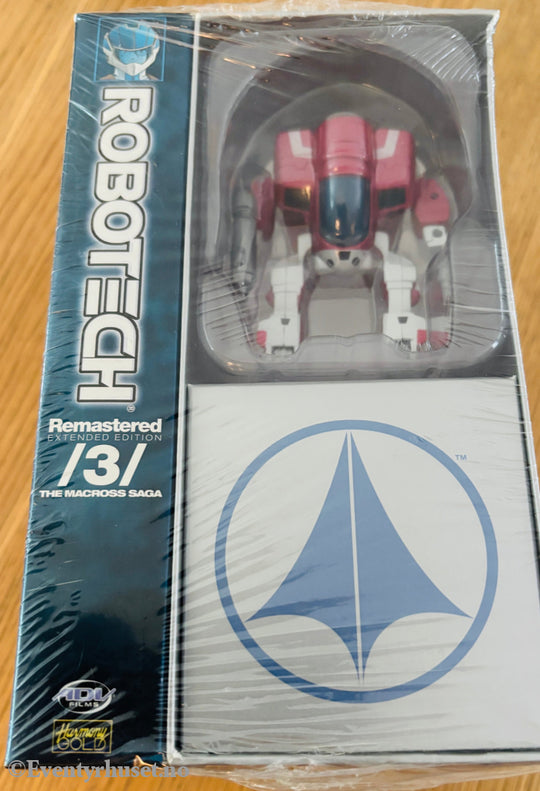 ROBOTECH®
Remastered
EXTENDED EDITION
/3/
THE MACROSS SAGA
ADV
FILMS
Harmony
GOLD
TM
©Eventyrhuset.no